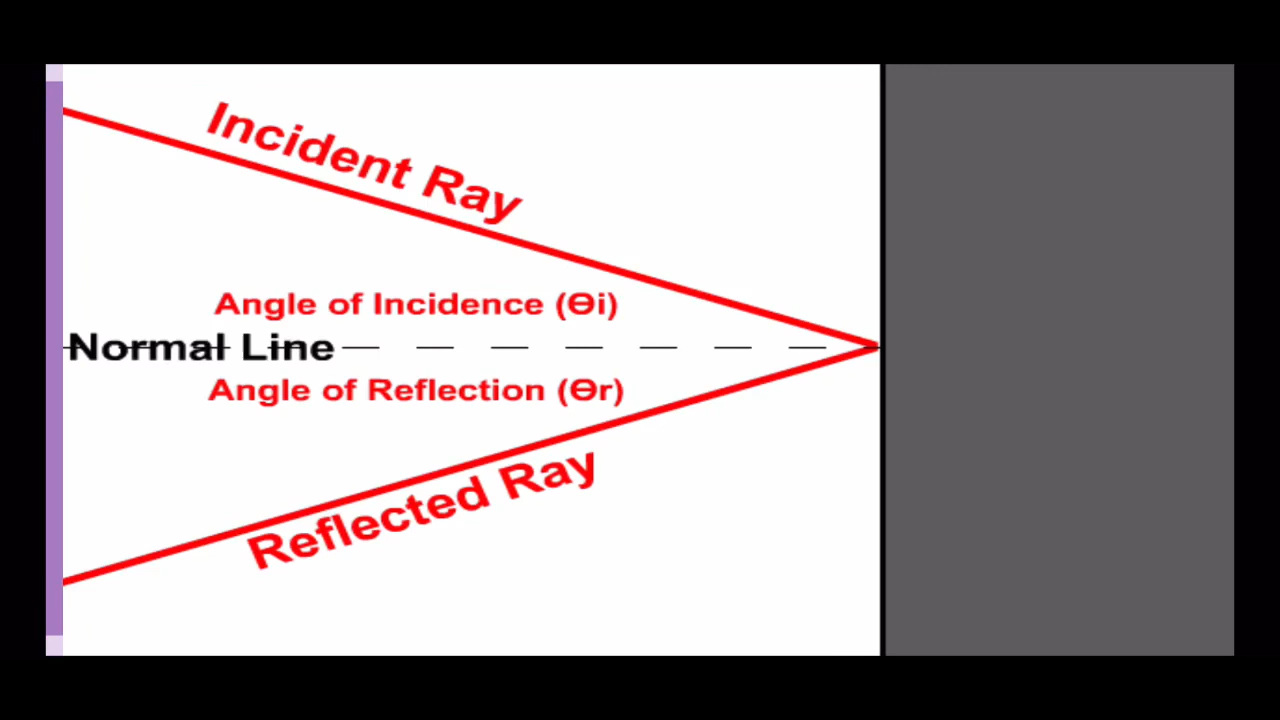 Incident Ray
Angle of Incidence (Θi)
Normal Line
Angle of Reflection (Θr)
Reflected Ray